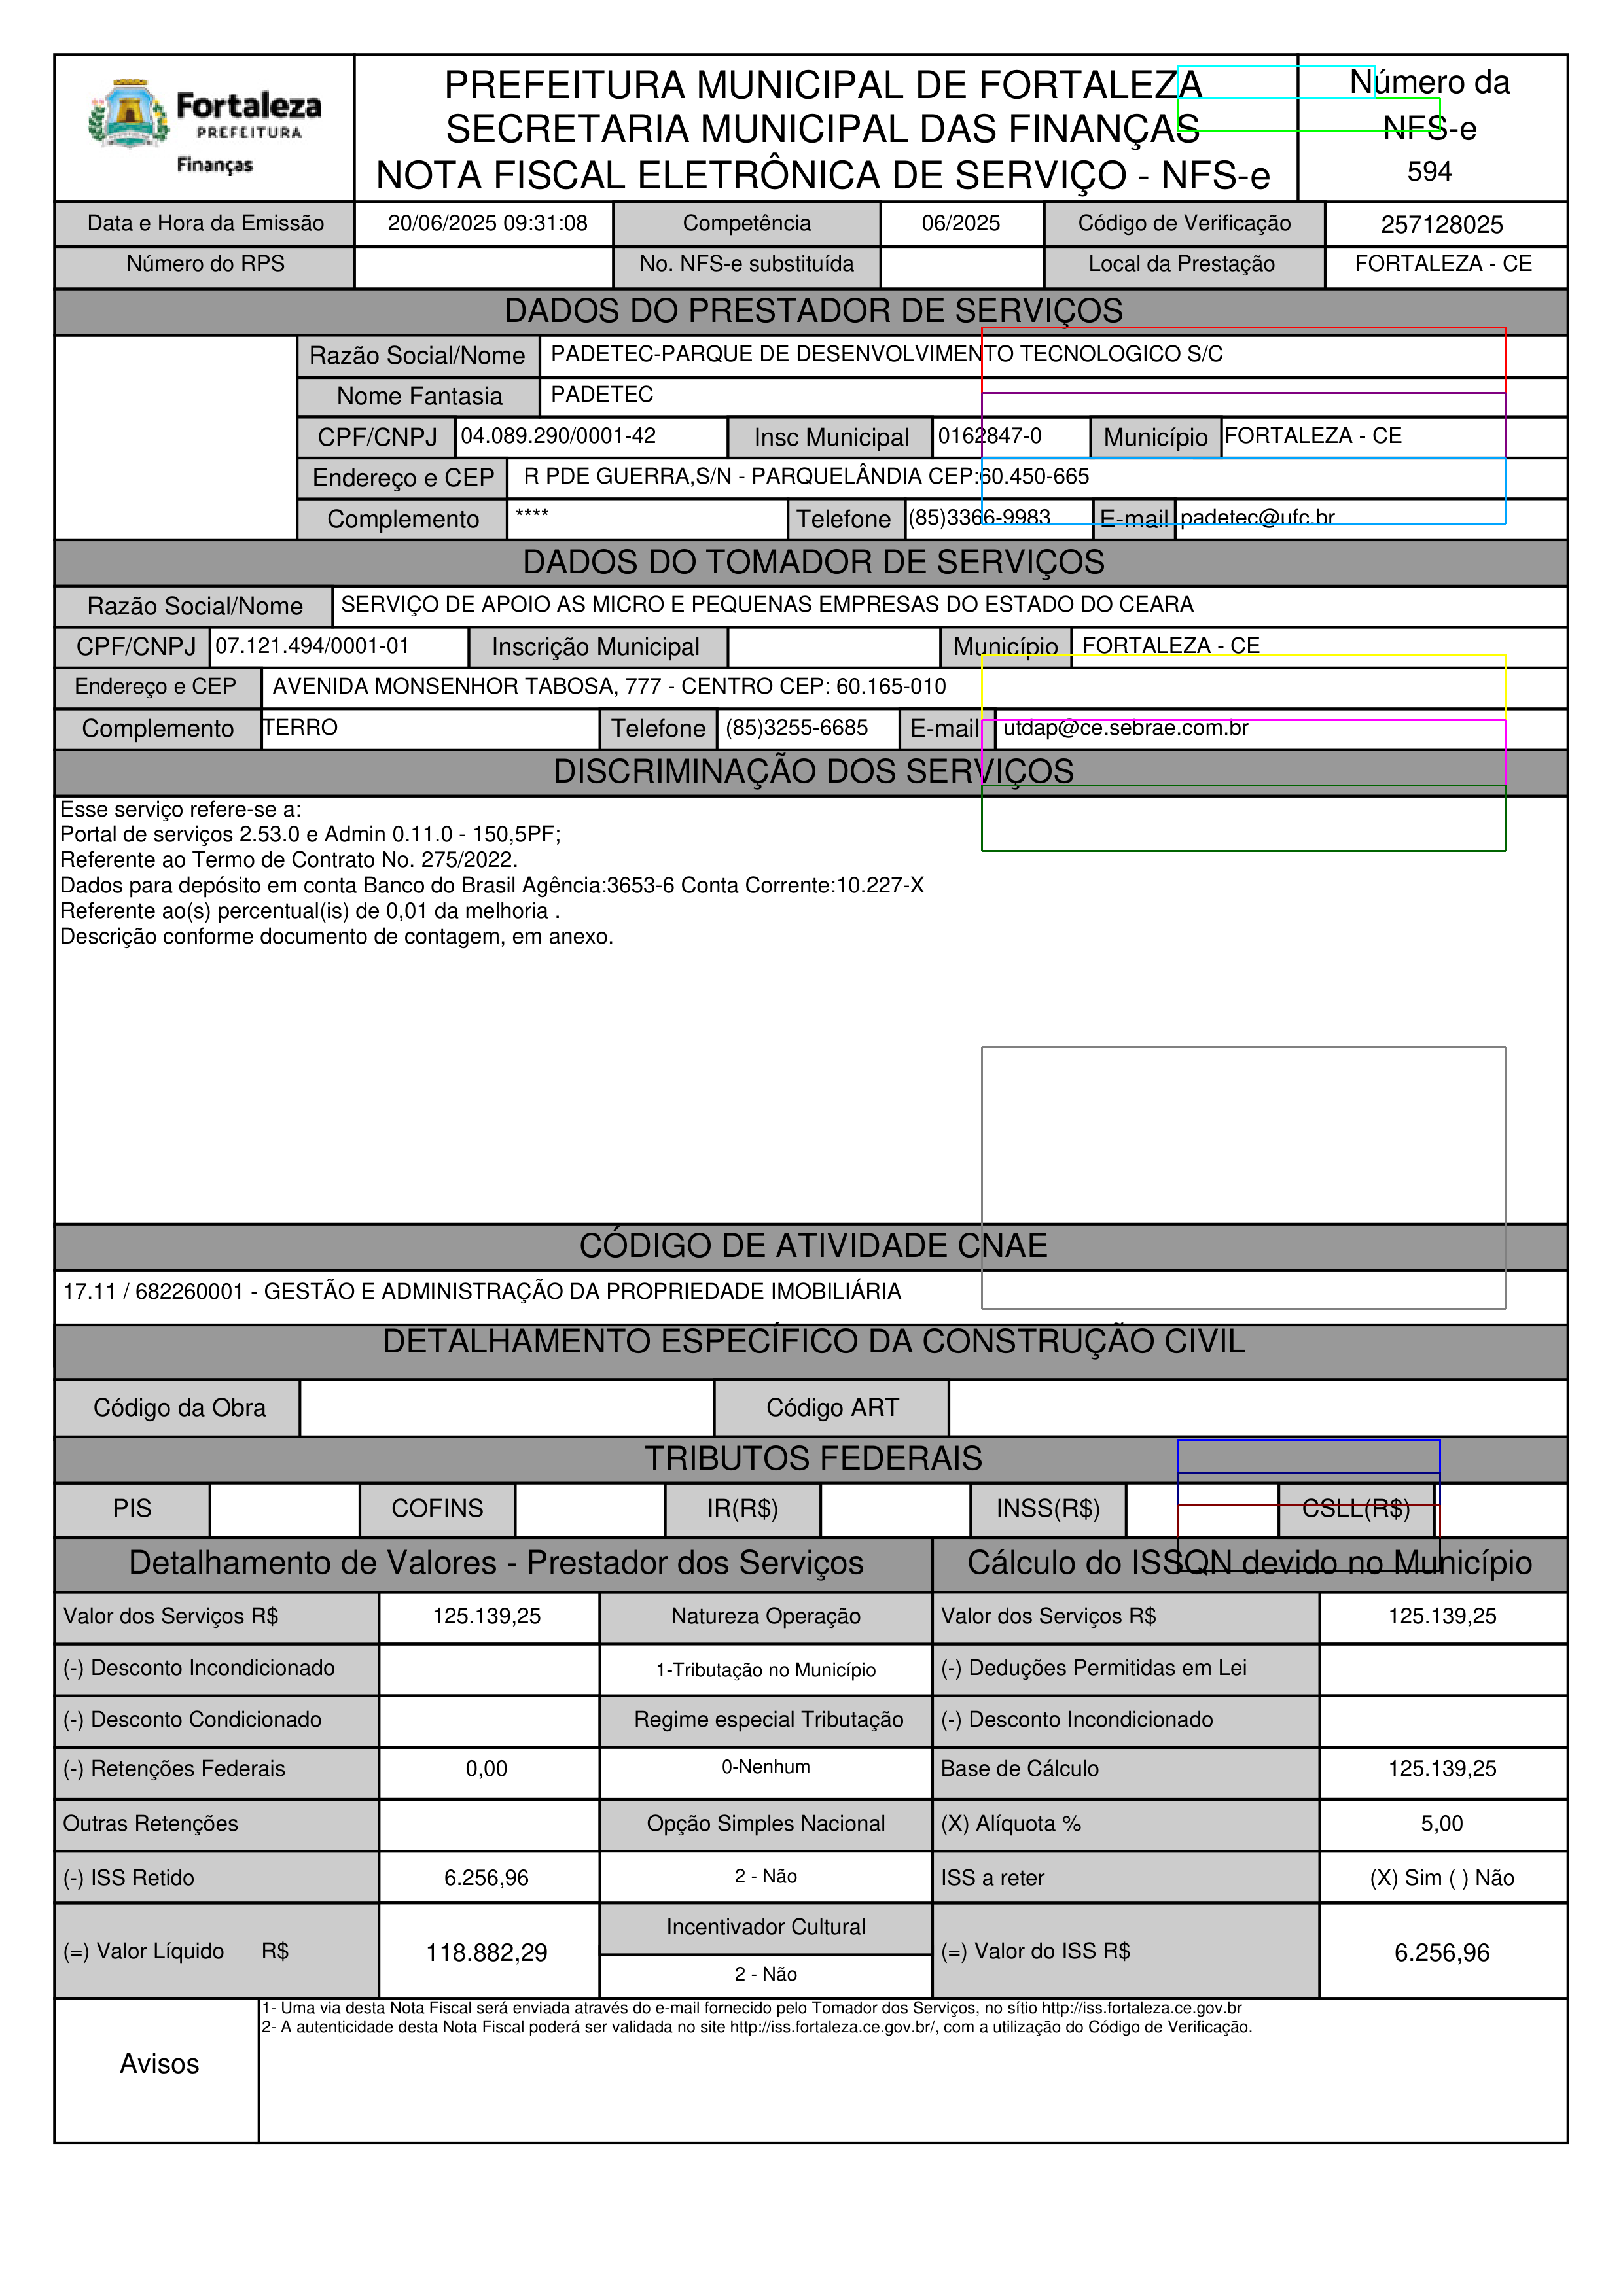 Fortaleza
PREFEITURA
Finanças
PREFEITURA MUNICIPAL DE FORTALEZA
SECRETARIA MUNICIPAL DAS FINANÇAS
NOTA FISCAL ELETRÔNICA DE SERVIÇO - NFS-e
Número da
NFS-e
594
Data e Hora da Emissão 20/06/2025 09:31:08 Competência 06/2025 Código de Verificação 257128025
Número do RPS No. NFS-e substituída Local da Prestação FORTALEZA - CE
DADOS DO PRESTADOR DE SERVIÇOS
Razão Social/Nome PADETEC-PARQUE DE DESENVOLVIMENTO TECNOLOGICO S/C
Nome Fantasia PADETEC
CPF/CNPJ 04.089.290/0001-42 Insc Municipal 0162847-0 Município FORTALEZA - CE
Endereço e CEP R PDE GUERRA,S/N - PARQUELÂNDIA CEP:60.450-665
Complemento **** Telefone (85)3366-9983 E-mail padetec@ufc.br
DADOS DO TOMADOR DE SERVIÇOS
Razão Social/Nome SERVIÇO DE APOIO AS MICRO E PEQUENAS EMPRESAS DO ESTADO DO CEARA
CPF/CNPJ 07.121.494/0001-01 Inscrição Municipal Município FORTALEZA - CE
Endereço e CEP AVENIDA MONSENHOR TABOSA, 777 - CENTRO CEP: 60.165-010
Complemento TERRO Telefone (85)3255-6685 E-mail utdap@ce.sebrae.com.br
DISCRIMINAÇÃO DOS SERVIÇOS
Esse serviço refere-se a:
Portal de serviços 2.53.0 e Admin 0.11.0 - 150,5PF;
Referente ao Termo de Contrato No. 275/2022.
Dados para depósito em conta Banco do Brasil Agência:3653-6 Conta Corrente:10.227-X
Referente ao(s) percentual(is) de 0,01 da melhoria .
Descrição conforme documento de contagem, em anexo.
CÓDIGO DE ATIVIDADE CNAE
17.11 / 682260001 - GESTÃO E ADMINISTRAÇÃO DA PROPRIEDADE IMOBILIÁRIA
DETALHAMENTO ESPECÍFICO DA CONSTRUÇÃO CIVIL
Código da Obra Código ART
TRIBUTOS FEDERAIS
PIS COFINS IR(R$) INSS(R$) CSLL(R$)
Detalhamento de Valores - Prestador dos Serviços Cálculo do ISSQN devido no Município
Valor dos Serviços R$ 125.139,25 Natureza Operação Valor dos Serviços R$ 125.139,25
(-) Desconto Incondicionado 1-Tributação no Município (-) Deduções Permitidas em Lei
(-) Desconto Condicionado Regime especial Tributação (-) Desconto Incondicionado
(-) Retenções Federais 0,00 0-Nenhum Base de Cálculo 125.139,25
Outras Retenções Opção Simples Nacional (X) Alíquota % 5,00
(-) ISS Retido 6.256,96 2 - Não ISS a reter (X) Sim ( ) Não
Incentivador Cultural
(=) Valor Líquido R$ 118.882,29 (=) Valor do ISS R$ 6.256,96
2 - Não
Avisos
1- Uma via desta Nota Fiscal será enviada através do e-mail fornecido pelo Tomador dos Serviços, no sítio http://iss.fortaleza.ce.gov.br
2- A autenticidade desta Nota Fiscal poderá ser validada no site http://iss.fortaleza.ce.gov.br/, com a utilização do Código de Verificação.